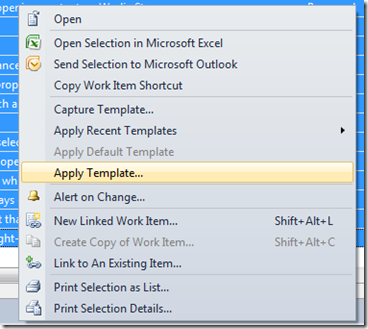 Open
Open Selection in Microsoft Excel
Send Selection to Microsoft Outlook
Copy Work Item Shortcut
Capture Template...
Apply Recent Templates
Apply Default Template
Apply Template...
Alert on Change...
New Linked Work Item... Shift+Alt+L
Create Copy of Work Item... Shift+Alt+C
Link to An Existing Item...
Print Selection as List...
Print Selection Details...